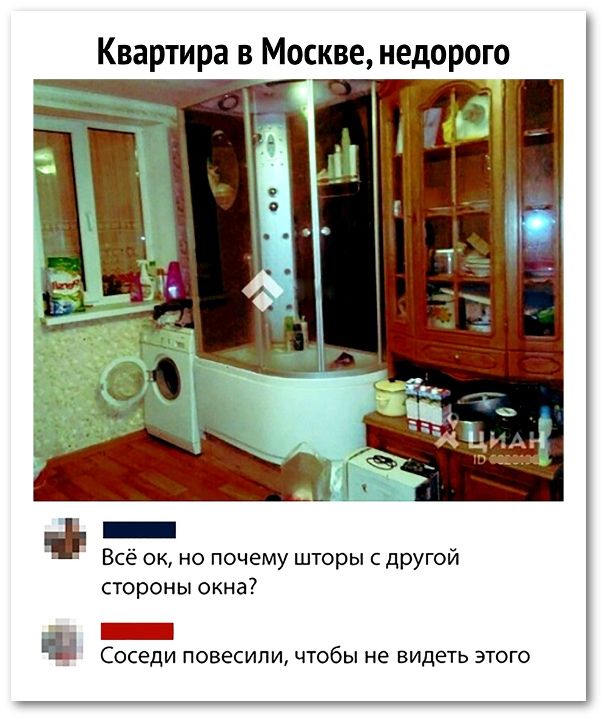 Квартира в Москве, недорого
ЦИАН
Всё ок, но почему шторы с другой
стороны окна?
Соседи повесили, чтобы не видеть этого